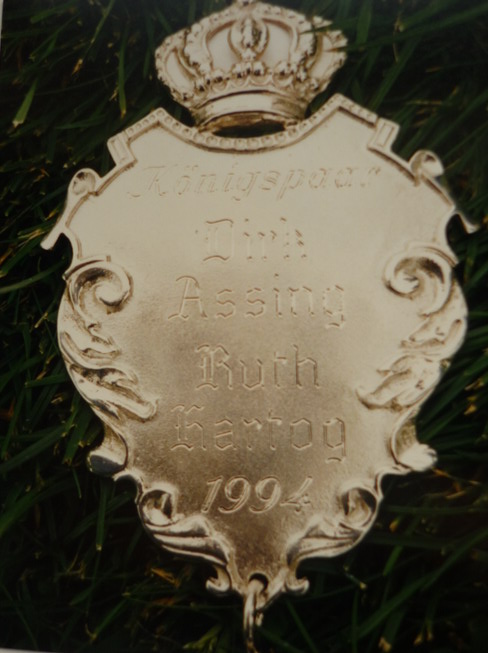 Königspaar
Dirk
Assing
Ruth
Hartog
1994